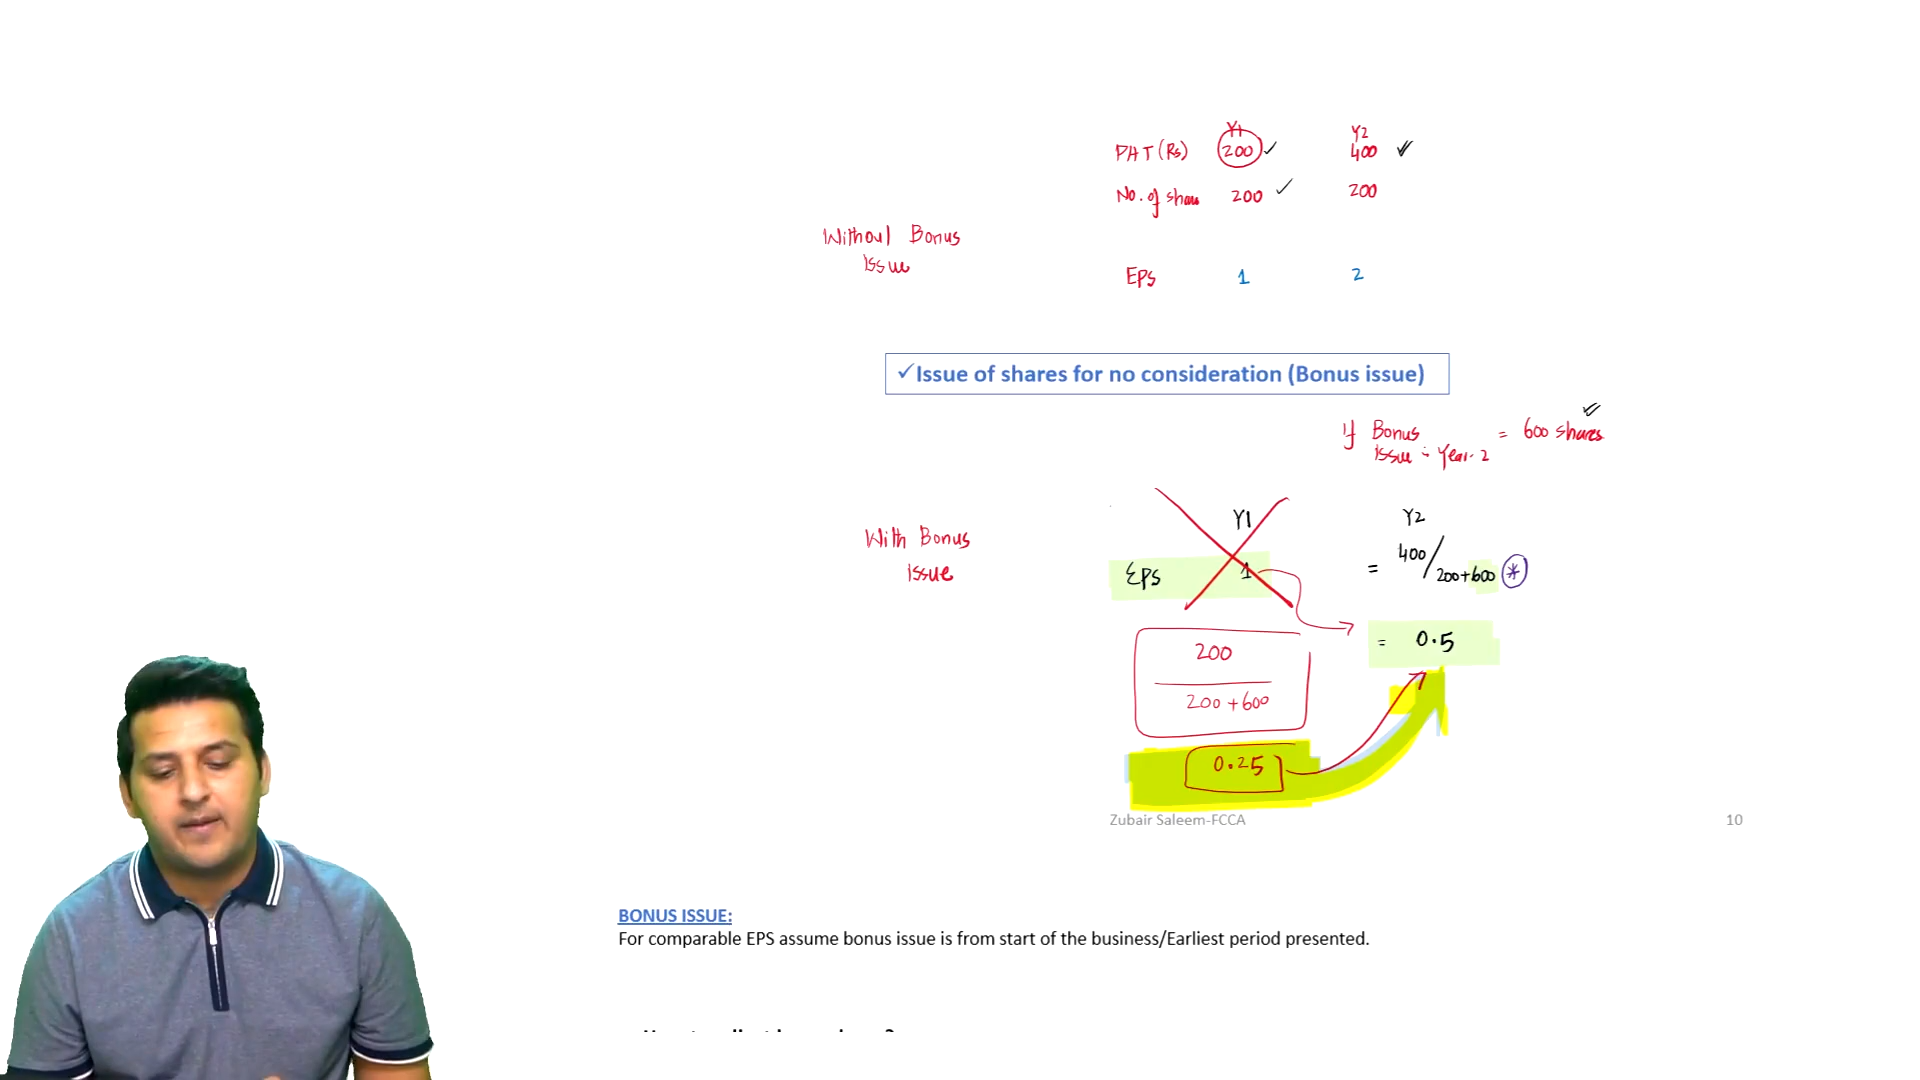 Y1 Y2
PAT (Rs) 200 ✓ 400 ✓
No. of share 200 ✓ 200
Without Bonus
Issue
EPS 1 2
✓Issue of shares for no consideration (Bonus issue)
If Bonus = 600 shares
Issue : Year-2
Y1 Y2
With Bonus
Issue
EPS 1 = 400/200+600 *
= 0.5
200
200+600
0.25
Zubair Saleem-FCCA 10
BONUS ISSUE:
For comparable EPS assume bonus issue is from start of the business/Earliest period presented.